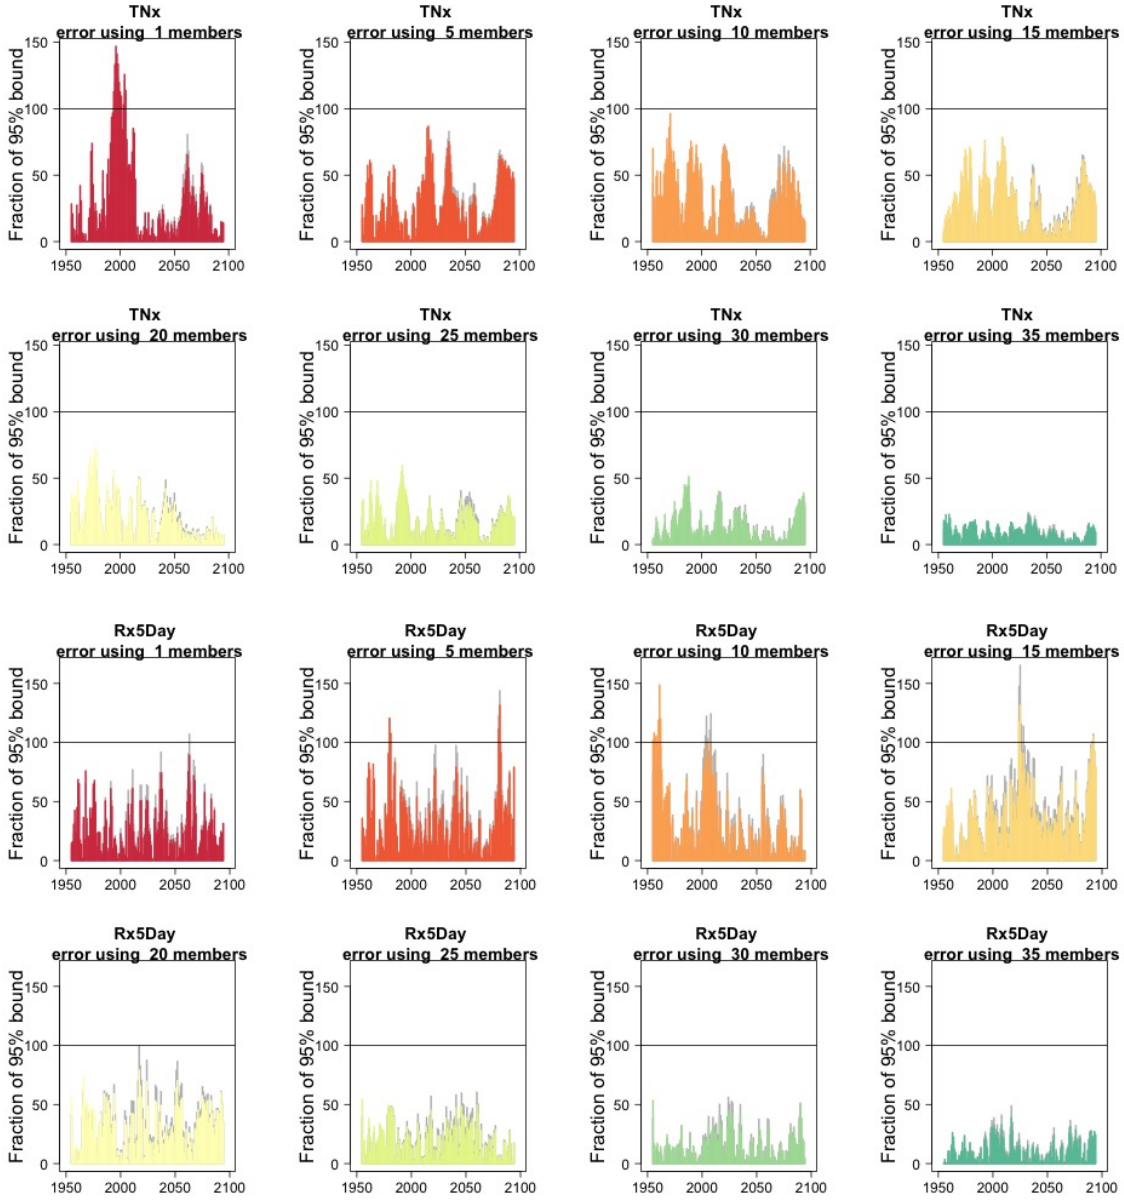 TNx
error using  1 members
Fraction of 95% bound
150
100
50
0
1950 2000 2050 2100
TNx
error using  5 members
Fraction of 95% bound
150
100
50
0
1950 2000 2050 2100
TNx
error using  10 members
Fraction of 95% bound
150
100
50
0
1950 2000 2050 2100
TNx
error using  15 members
Fraction of 95% bound
150
100
50
0
1950 2000 2050 2100
TNx
error using  20 members
Fraction of 95% bound
150
100
50
0
1950 2000 2050 2100
TNx
error using  25 members
Fraction of 95% bound
150
100
50
0
1950 2000 2050 2100
TNx
error using  30 members
Fraction of 95% bound
150
100
50
0
1950 2000 2050 2100
TNx
error using  35 members
Fraction of 95% bound
150
100
50
0
1950 2000 2050 2100
Rx5Day
error using  1 members
Fraction of 95% bound
150
100
50
0
1950 2000 2050 2100
Rx5Day
error using  5 members
Fraction of 95% bound
150
100
50
0
1950 2000 2050 2100
Rx5Day
error using  10 members
Fraction of 95% bound
150
100
50
0
1950 2000 2050 2100
Rx5Day
error using  15 members
Fraction of 95% bound
150
100
50
0
1950 2000 2050 2100
Rx5Day
error using  20 members
Fraction of 95% bound
150
100
50
0
1950 2000 2050 2100
Rx5Day
error using  25 members
Fraction of 95% bound
150
100
50
0
1950 2000 2050 2100
Rx5Day
error using  30 members
Fraction of 95% bound
150
100
50
0
1950 2000 2050 2100
Rx5Day
error using  35 members
Fraction of 95% bound
150
100
50
0
1950 2000 2050 2100